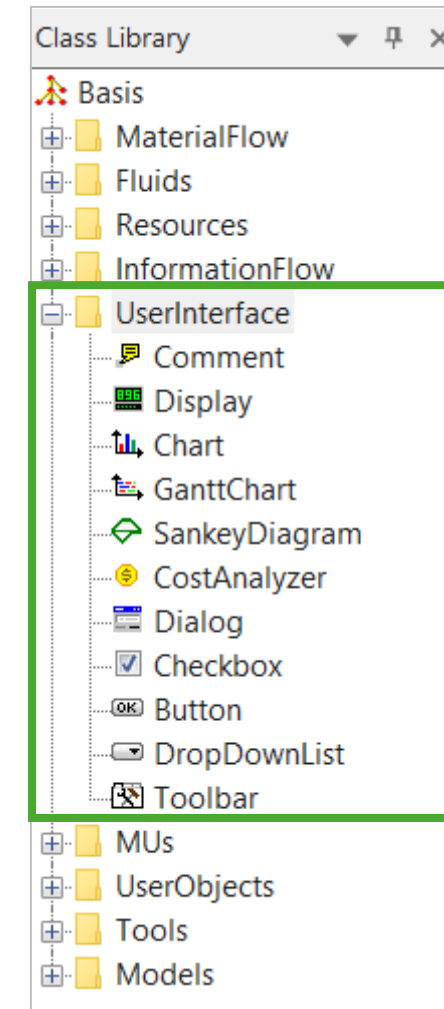 Class Library
Basis
MaterialFlow
Fluids
Resources
InformationFlow
UserInterface
Comment
Display
Chart
GanttChart
SankeyDiagram
CostAnalyzer
Dialog
Checkbox
OK Button
DropDownList
Toolbar
MUs
UserObjects
Tools
Models